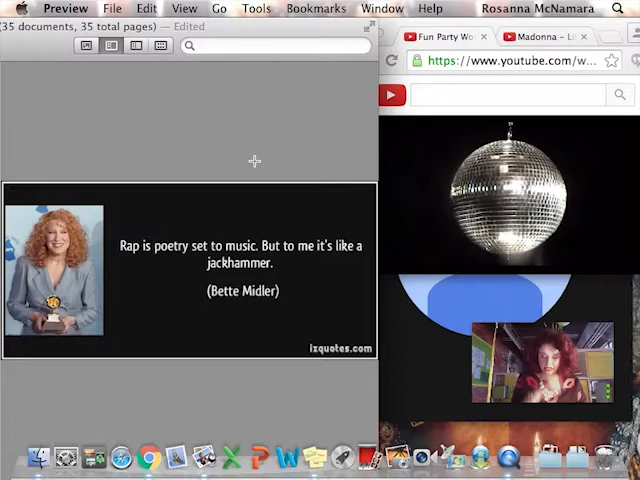 Preview File Edit View Go Tools Bookmarks Window Help Rosanna McNamara
(35 documents, 35 total pages) — Edited
Fun Party Wo
Madonna – Li
https://www.youtube.com/w...
Rap is poetry set to music. But to me it's like a
jackhammer.
(Bette Midler)
izquotes.com